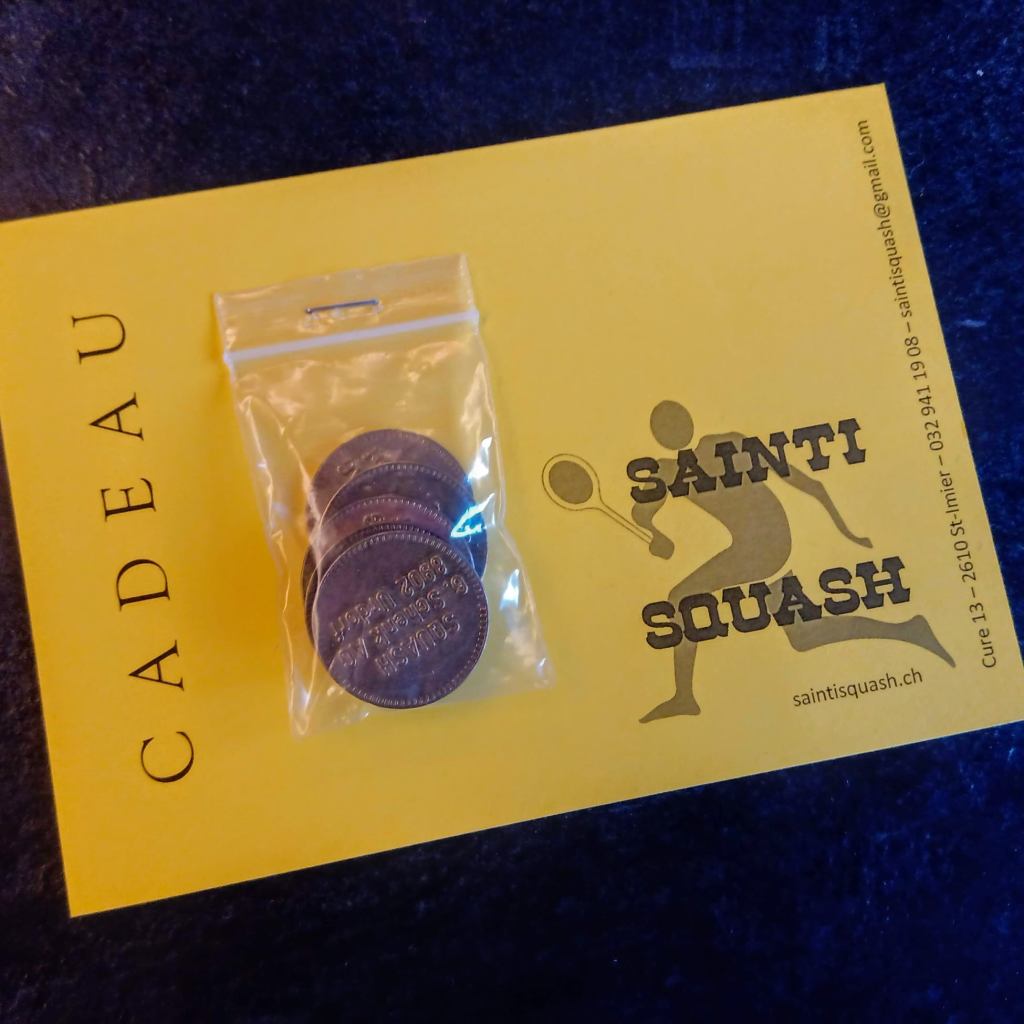 CADEAU
SAINTI
SQUASH
saintisquash.ch
Cure 13 – 2610 St-Imier – 032 941 19 08 – saintisquash@gmail.com
SQUASH
Schenk AG
8902 Urdorf